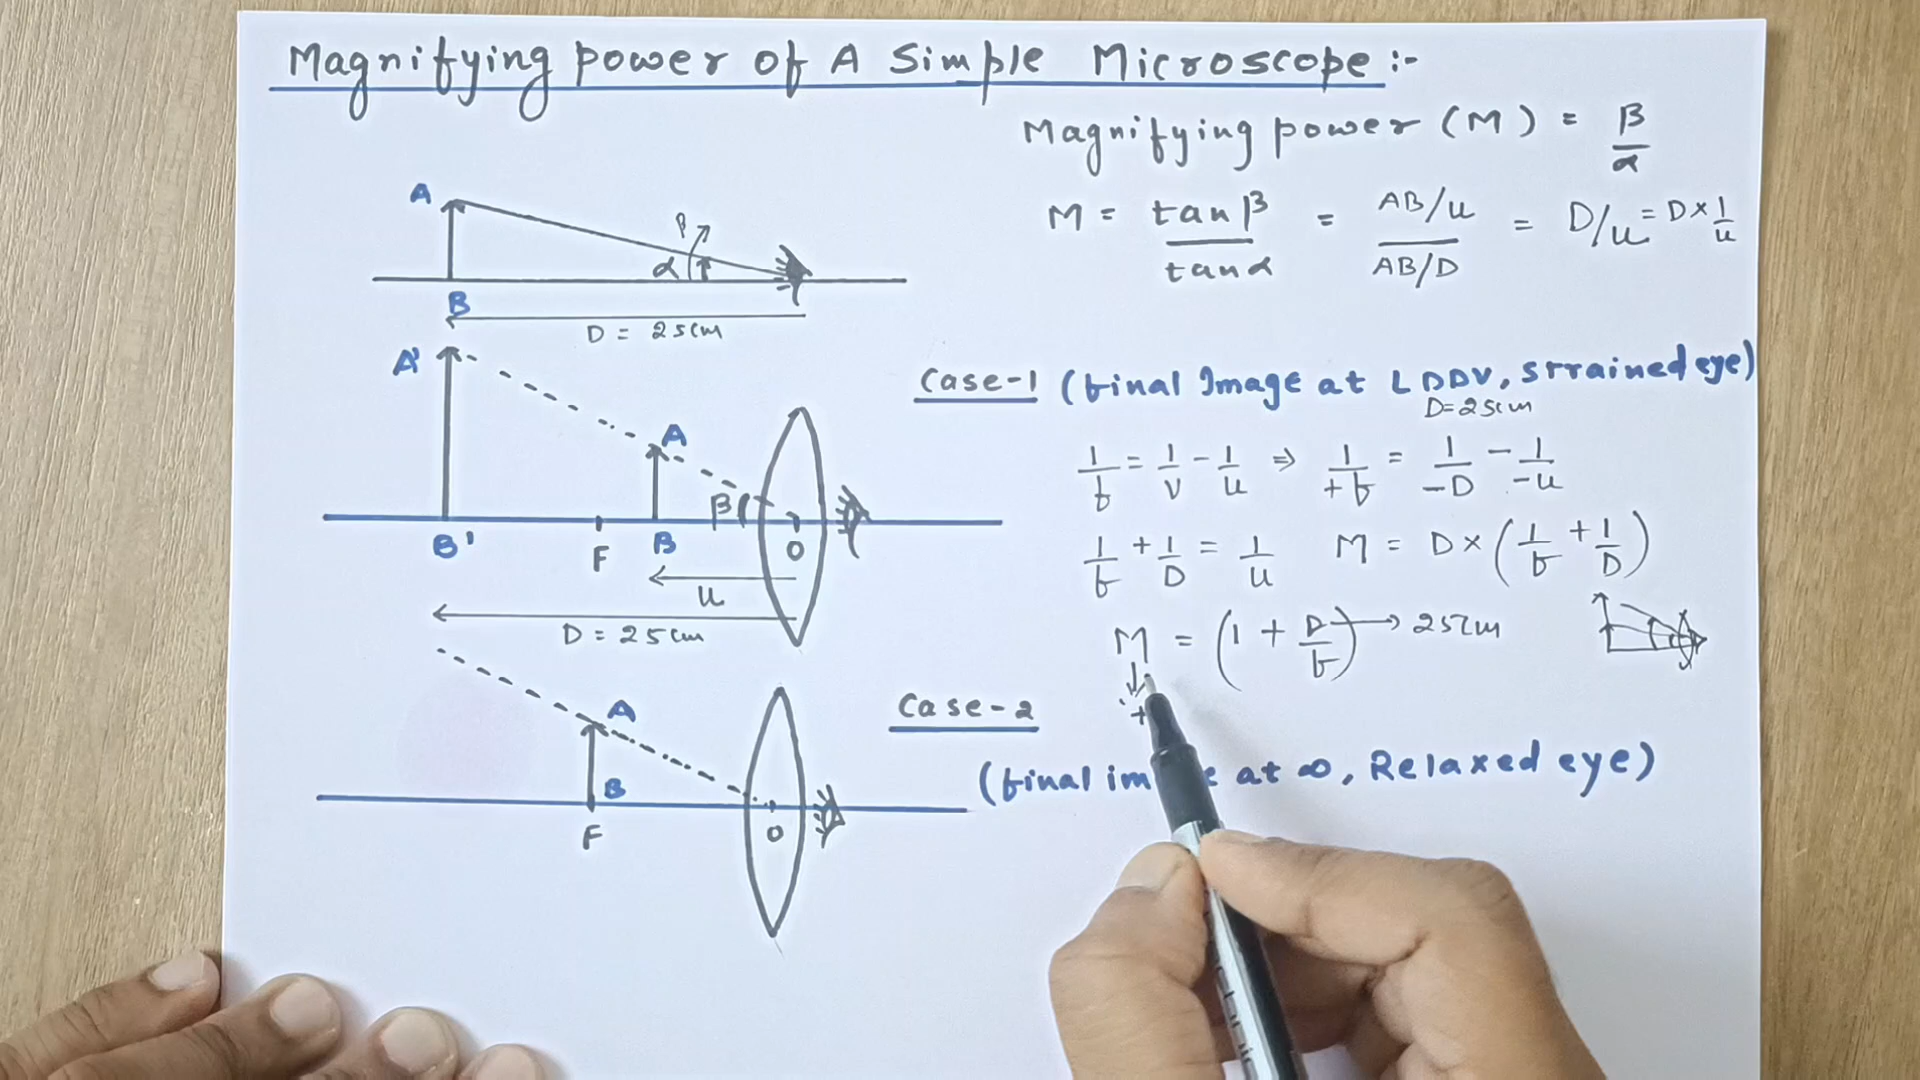 Magnifying power of A Simple Microscope :-
Magnifying power (M) = β/α
M = tanβ/tanα = (AB/u)/(AB/D) = D/u = D × 1/u
A
β
α
B
D = 25cm
A'
A
β
B'
F
B
O
u
D = 25cm
Case-1 (final Image at LDDV, strained eye)
D=25cm
1/f = 1/v - 1/u ⇒ 1/+f = 1/-D - 1/-u
1/f + 1/D = 1/u M = D × (1/f + 1/D)
M = (1 + D/f) → 25cm
+
Case-2
(final at ∞, Relaxed eye)
A
B
F
O